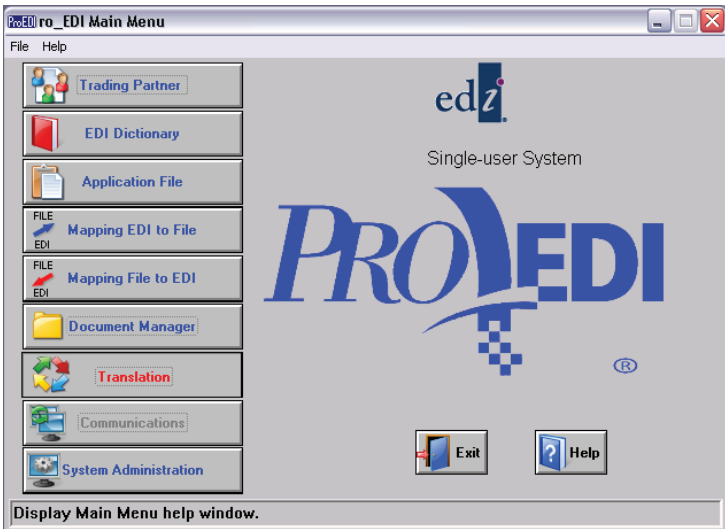 ProEDI ro_EDI Main Menu
File Help
Trading Partner
EDI Dictionary
Application File
FILE
EDI
Mapping EDI to File
FILE
EDI
Mapping File to EDI
Document Manager
Translation
Communications
System Administration
edi
Single-user System
PRO EDI
®
Exit
Help
Display Main Menu help window.